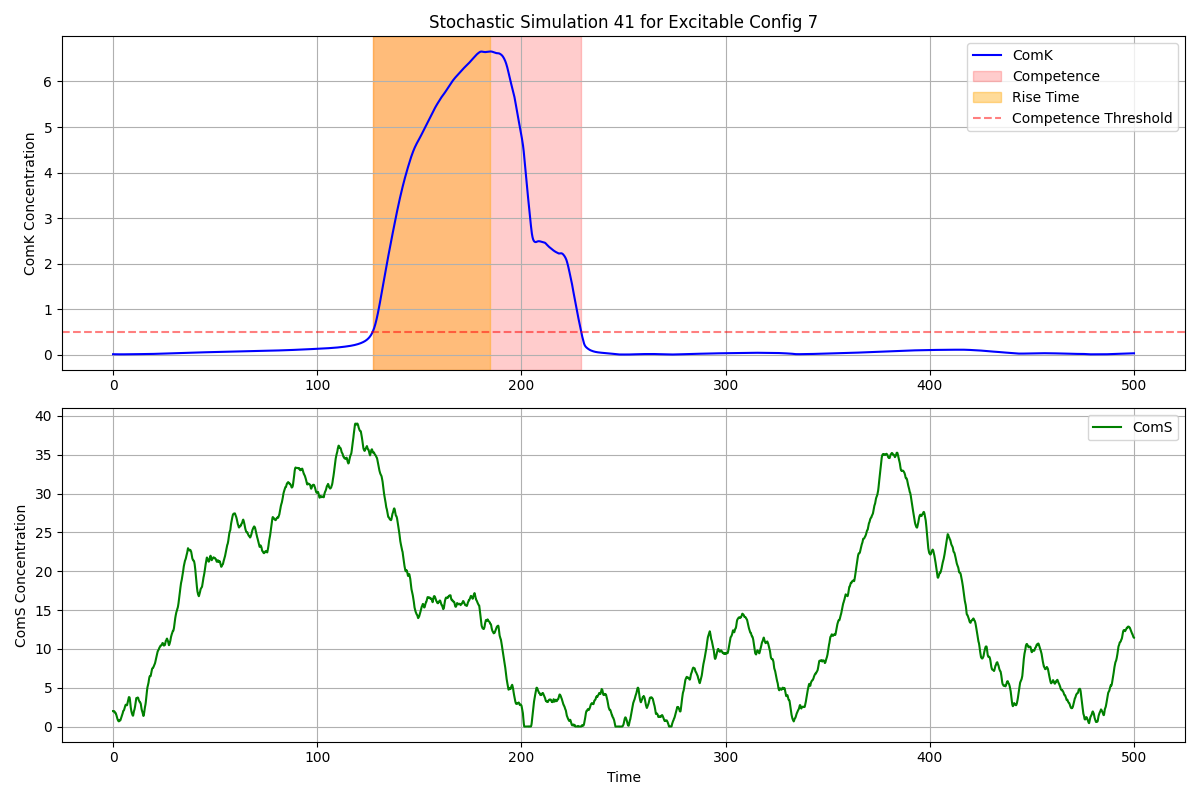 Stochastic Simulation 41 for Excitable Config 7
ComK Concentration
6
5
4
3
2
1
0
ComK
Competence
Rise Time
Competence Threshold
0 100 200 300 400 500
ComS Concentration
40
35
30
25
20
15
10
5
0
ComS
0 100 200 300 400 500
Time